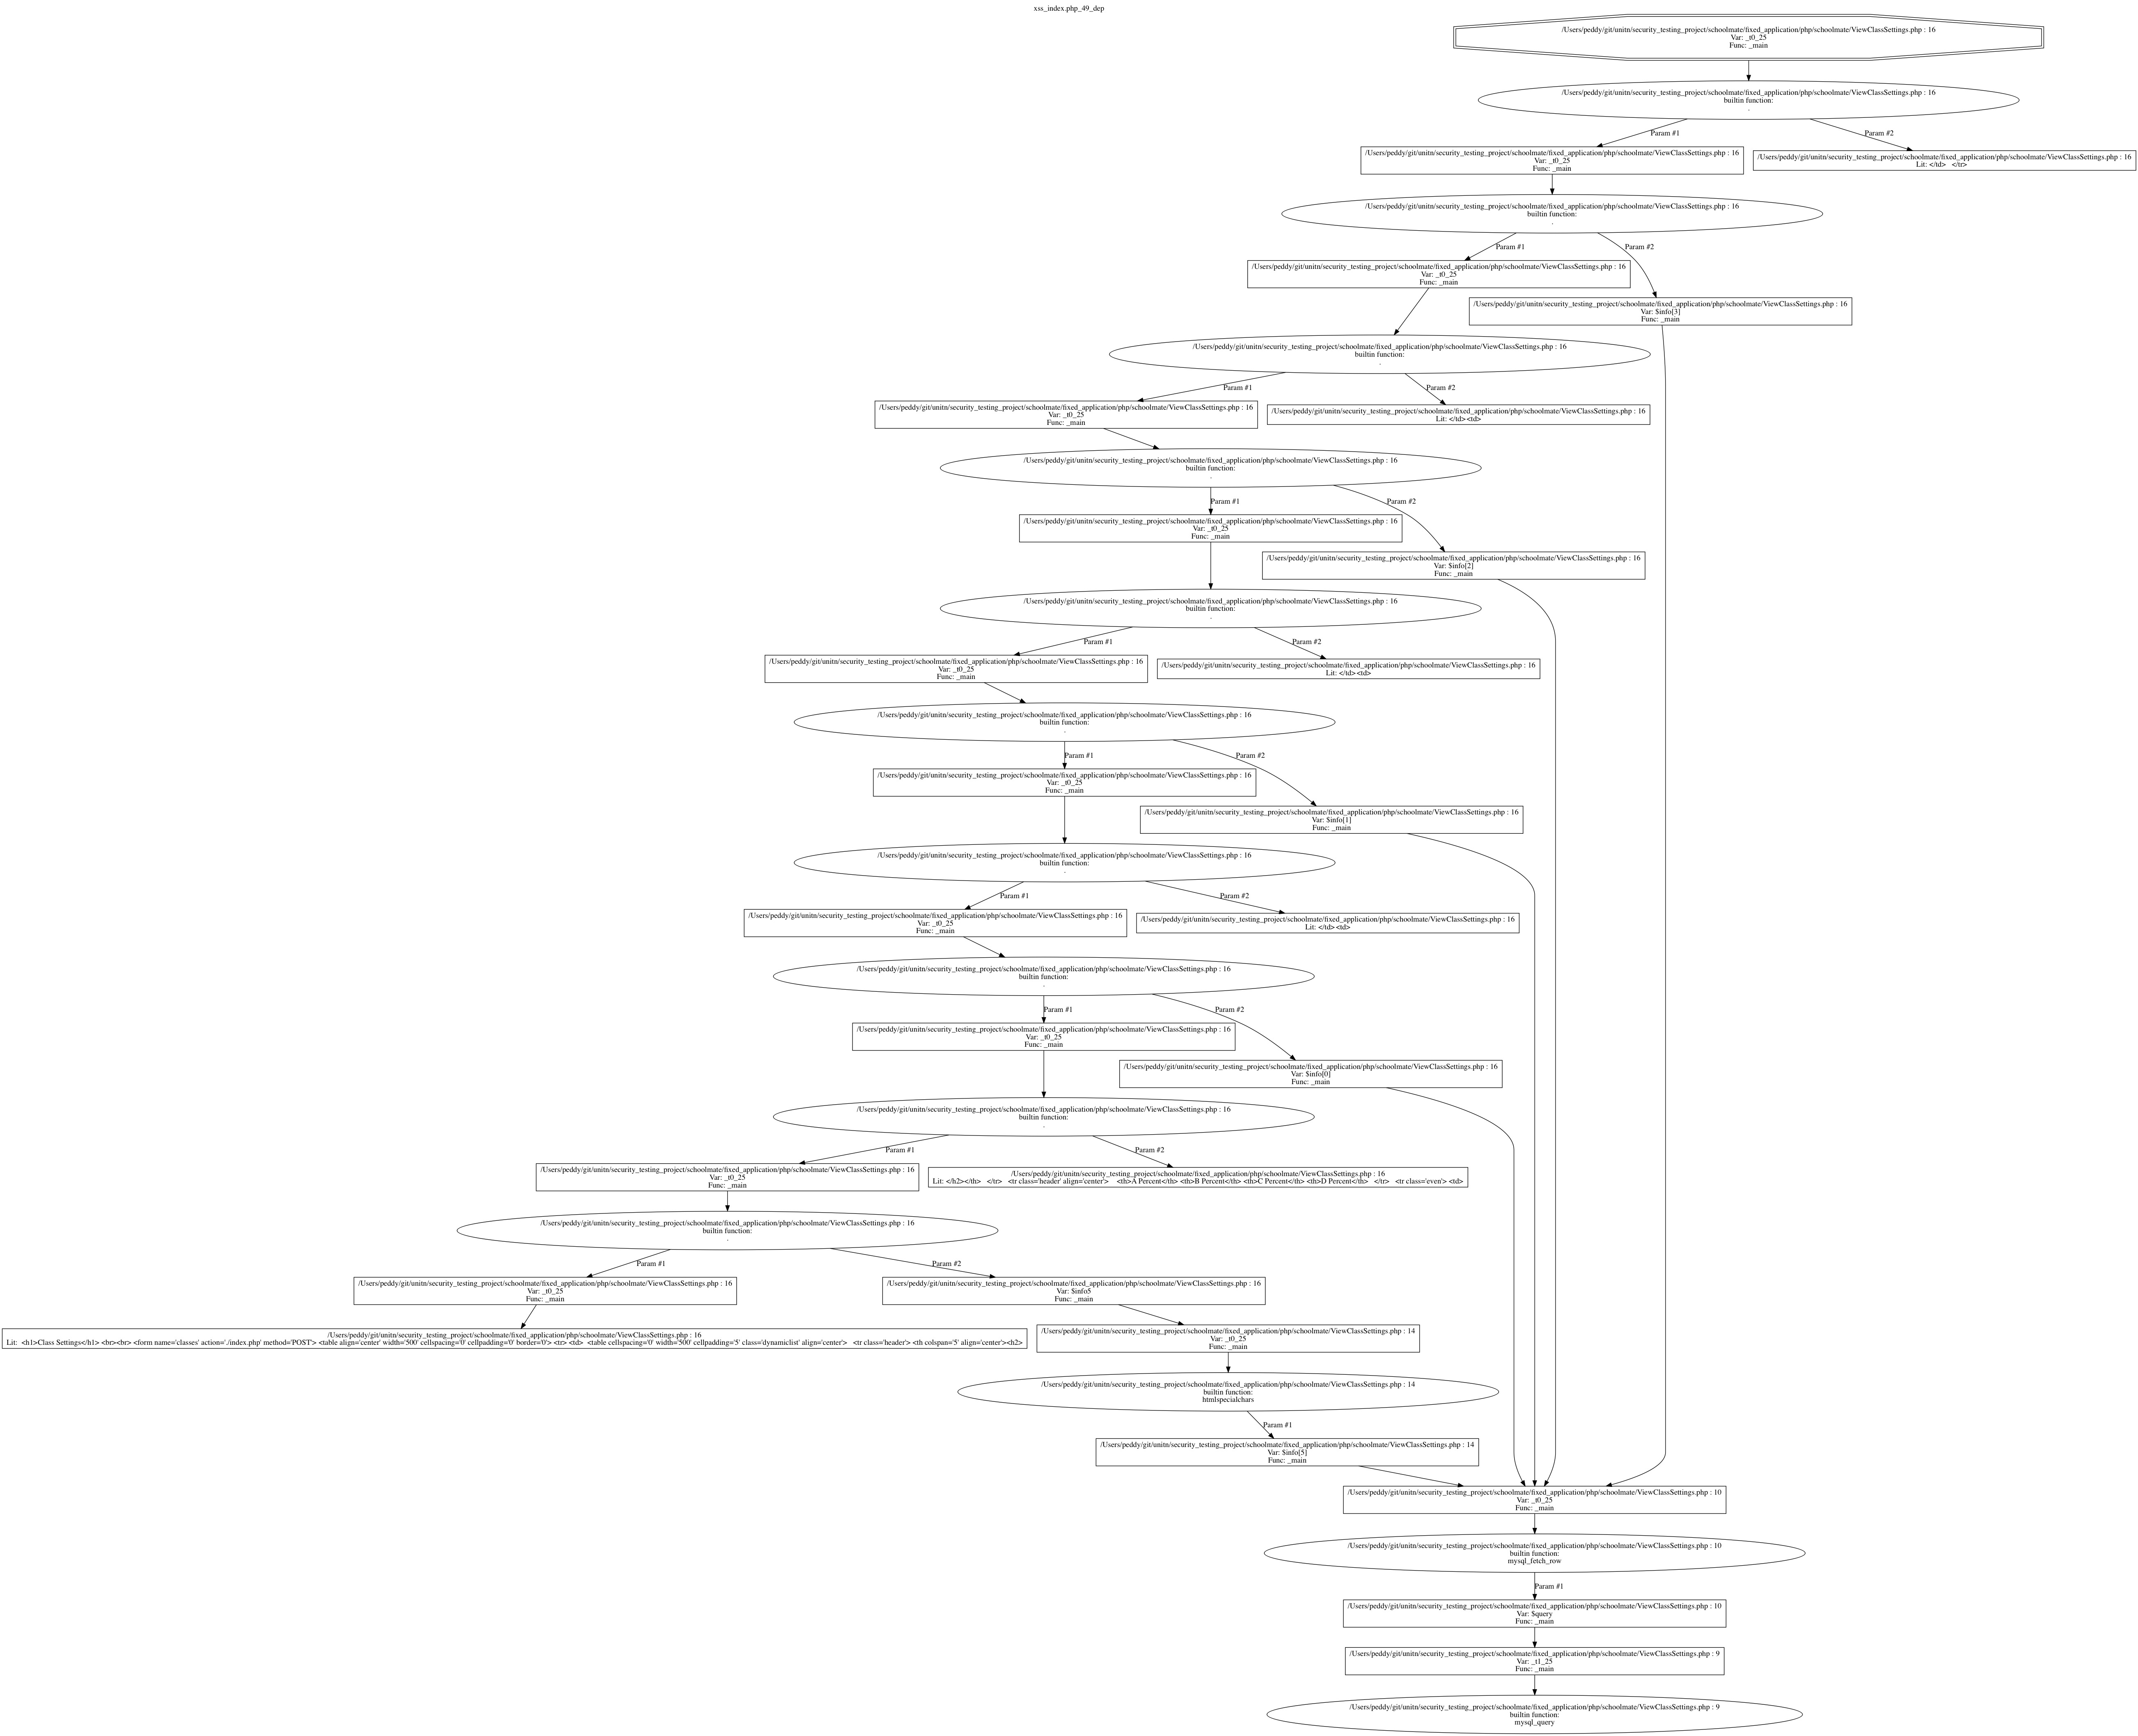 xss_index.php_49_dep
/Users/peddy/git/unitn/security_testing_project/schoolmate/fixed_application/php/schoolmate/ViewClassSettings.php : 16
Var: _t0_25
Func: _main
/Users/peddy/git/unitn/security_testing_project/schoolmate/fixed_application/php/schoolmate/ViewClassSettings.php : 16
builtin function:
.
Param #1
Param #2
/Users/peddy/git/unitn/security_testing_project/schoolmate/fixed_application/php/schoolmate/ViewClassSettings.php : 16
Var: _t0_25
Func: _main
/Users/peddy/git/unitn/security_testing_project/schoolmate/fixed_application/php/schoolmate/ViewClassSettings.php : 16
Lit: </td>   </tr>
/Users/peddy/git/unitn/security_testing_project/schoolmate/fixed_application/php/schoolmate/ViewClassSettings.php : 16
builtin function:
.
Param #1
Param #2
/Users/peddy/git/unitn/security_testing_project/schoolmate/fixed_application/php/schoolmate/ViewClassSettings.php : 16
Var: _t0_25
Func: _main
/Users/peddy/git/unitn/security_testing_project/schoolmate/fixed_application/php/schoolmate/ViewClassSettings.php : 16
Var: $info[3]
Func: _main
/Users/peddy/git/unitn/security_testing_project/schoolmate/fixed_application/php/schoolmate/ViewClassSettings.php : 16
builtin function:
.
Param #1
Param #2
/Users/peddy/git/unitn/security_testing_project/schoolmate/fixed_application/php/schoolmate/ViewClassSettings.php : 16
Var: _t0_25
Func: _main
/Users/peddy/git/unitn/security_testing_project/schoolmate/fixed_application/php/schoolmate/ViewClassSettings.php : 16
Lit: </td> <td>
/Users/peddy/git/unitn/security_testing_project/schoolmate/fixed_application/php/schoolmate/ViewClassSettings.php : 16
builtin function:
.
Param #1
Param #2
/Users/peddy/git/unitn/security_testing_project/schoolmate/fixed_application/php/schoolmate/ViewClassSettings.php : 16
Var: _t0_25
Func: _main
/Users/peddy/git/unitn/security_testing_project/schoolmate/fixed_application/php/schoolmate/ViewClassSettings.php : 16
Var: $info[2]
Func: _main
/Users/peddy/git/unitn/security_testing_project/schoolmate/fixed_application/php/schoolmate/ViewClassSettings.php : 16
builtin function:
.
Param #1
Param #2
/Users/peddy/git/unitn/security_testing_project/schoolmate/fixed_application/php/schoolmate/ViewClassSettings.php : 16
Var: _t0_25
Func: _main
/Users/peddy/git/unitn/security_testing_project/schoolmate/fixed_application/php/schoolmate/ViewClassSettings.php : 16
Lit: </td> <td>
/Users/peddy/git/unitn/security_testing_project/schoolmate/fixed_application/php/schoolmate/ViewClassSettings.php : 16
builtin function:
.
Param #1
Param #2
/Users/peddy/git/unitn/security_testing_project/schoolmate/fixed_application/php/schoolmate/ViewClassSettings.php : 16
Var: _t0_25
Func: _main
/Users/peddy/git/unitn/security_testing_project/schoolmate/fixed_application/php/schoolmate/ViewClassSettings.php : 16
Var: $info[1]
Func: _main
/Users/peddy/git/unitn/security_testing_project/schoolmate/fixed_application/php/schoolmate/ViewClassSettings.php : 16
builtin function:
.
Param #1
Param #2
/Users/peddy/git/unitn/security_testing_project/schoolmate/fixed_application/php/schoolmate/ViewClassSettings.php : 16
Var: _t0_25
Func: _main
/Users/peddy/git/unitn/security_testing_project/schoolmate/fixed_application/php/schoolmate/ViewClassSettings.php : 16
Lit: </td> <td>
/Users/peddy/git/unitn/security_testing_project/schoolmate/fixed_application/php/schoolmate/ViewClassSettings.php : 16
builtin function:
.
Param #1
Param #2
/Users/peddy/git/unitn/security_testing_project/schoolmate/fixed_application/php/schoolmate/ViewClassSettings.php : 16
Var: _t0_25
Func: _main
/Users/peddy/git/unitn/security_testing_project/schoolmate/fixed_application/php/schoolmate/ViewClassSettings.php : 16
Var: $info[0]
Func: _main
/Users/peddy/git/unitn/security_testing_project/schoolmate/fixed_application/php/schoolmate/ViewClassSettings.php : 16
builtin function:
.
Param #1
Param #2
/Users/peddy/git/unitn/security_testing_project/schoolmate/fixed_application/php/schoolmate/ViewClassSettings.php : 16
Var: _t0_25
Func: _main
/Users/peddy/git/unitn/security_testing_project/schoolmate/fixed_application/php/schoolmate/ViewClassSettings.php : 16
Lit: </h2></th>   </tr>   <tr class='header' align='center'>    <th>A Percent</th> <th>B Percent</th> <th>C Percent</th> <th>D Percent</th>   </tr>   <tr class='even'> <td>
/Users/peddy/git/unitn/security_testing_project/schoolmate/fixed_application/php/schoolmate/ViewClassSettings.php : 16
builtin function:
.
Param #1
Param #2
/Users/peddy/git/unitn/security_testing_project/schoolmate/fixed_application/php/schoolmate/ViewClassSettings.php : 16
Var: _t0_25
Func: _main
/Users/peddy/git/unitn/security_testing_project/schoolmate/fixed_application/php/schoolmate/ViewClassSettings.php : 16
Var: $info5
Func: _main
/Users/peddy/git/unitn/security_testing_project/schoolmate/fixed_application/php/schoolmate/ViewClassSettings.php : 16
Lit:  <h1>Class Settings</h1> <br><br> <form name='classes' action='./index.php' method='POST'> <table align='center' width='500' cellspacing='0' cellpadding='0' border='0'> <tr> <td>  <table cellspacing='0' width='500' cellpadding='5' class='dynamiclist' align='center'>   <tr class='header'> <th colspan='5' align='center'><h2>
/Users/peddy/git/unitn/security_testing_project/schoolmate/fixed_application/php/schoolmate/ViewClassSettings.php : 14
Var: _t0_25
Func: _main
/Users/peddy/git/unitn/security_testing_project/schoolmate/fixed_application/php/schoolmate/ViewClassSettings.php : 14
builtin function:
htmlspecialchars
Param #1
/Users/peddy/git/unitn/security_testing_project/schoolmate/fixed_application/php/schoolmate/ViewClassSettings.php : 14
Var: $info[5]
Func: _main
/Users/peddy/git/unitn/security_testing_project/schoolmate/fixed_application/php/schoolmate/ViewClassSettings.php : 10
Var: _t0_25
Func: _main
/Users/peddy/git/unitn/security_testing_project/schoolmate/fixed_application/php/schoolmate/ViewClassSettings.php : 10
builtin function:
mysql_fetch_row
Param #1
/Users/peddy/git/unitn/security_testing_project/schoolmate/fixed_application/php/schoolmate/ViewClassSettings.php : 10
Var: $query
Func: _main
/Users/peddy/git/unitn/security_testing_project/schoolmate/fixed_application/php/schoolmate/ViewClassSettings.php : 9
Var: _t1_25
Func: _main
/Users/peddy/git/unitn/security_testing_project/schoolmate/fixed_application/php/schoolmate/ViewClassSettings.php : 9
builtin function:
mysql_query